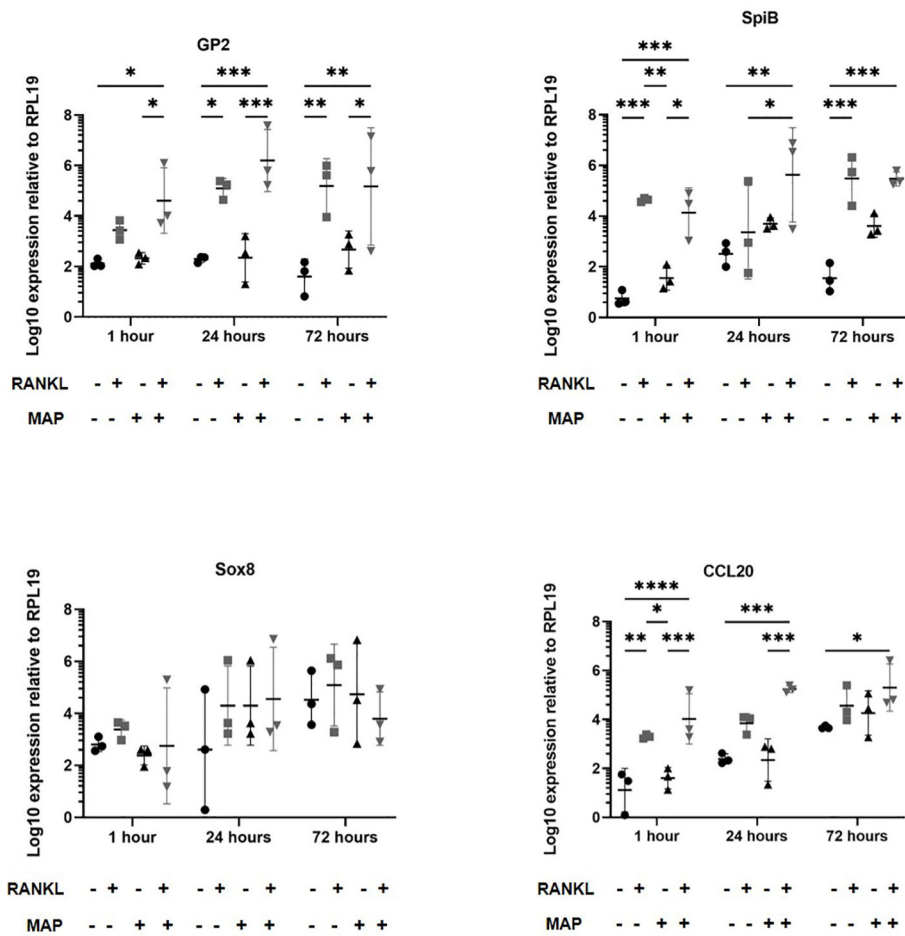 GP2
Log10 expression relative to RPL19
* *** **
* * *** ** *
8
6
4
2
0
1 hour 24 hours 72 hours
RANKL - + - + - + - + - + - +
MAP - - + + - - + + - - + +
SpiB
Log10 expression relative to RPL19
***
** ** ***
*** * * ***
8
6
4
2
0
1 hour 24 hours 72 hours
RANKL - + - + - + - + - + - +
MAP - - + + - - + + - - + +
Sox8
Log10 expression relative to RPL19
8
6
4
2
0
1 hour 24 hours 72 hours
RANKL - + - + - + - + - + - +
MAP - - + + - - + + - - + +
CCL20
Log10 expression relative to RPL19
****
* *** *
** *** ***
8
6
4
2
0
1 hour 24 hours 72 hours
RANKL - + - + - + - + - + - +
MAP - - + + - - + + - - + +